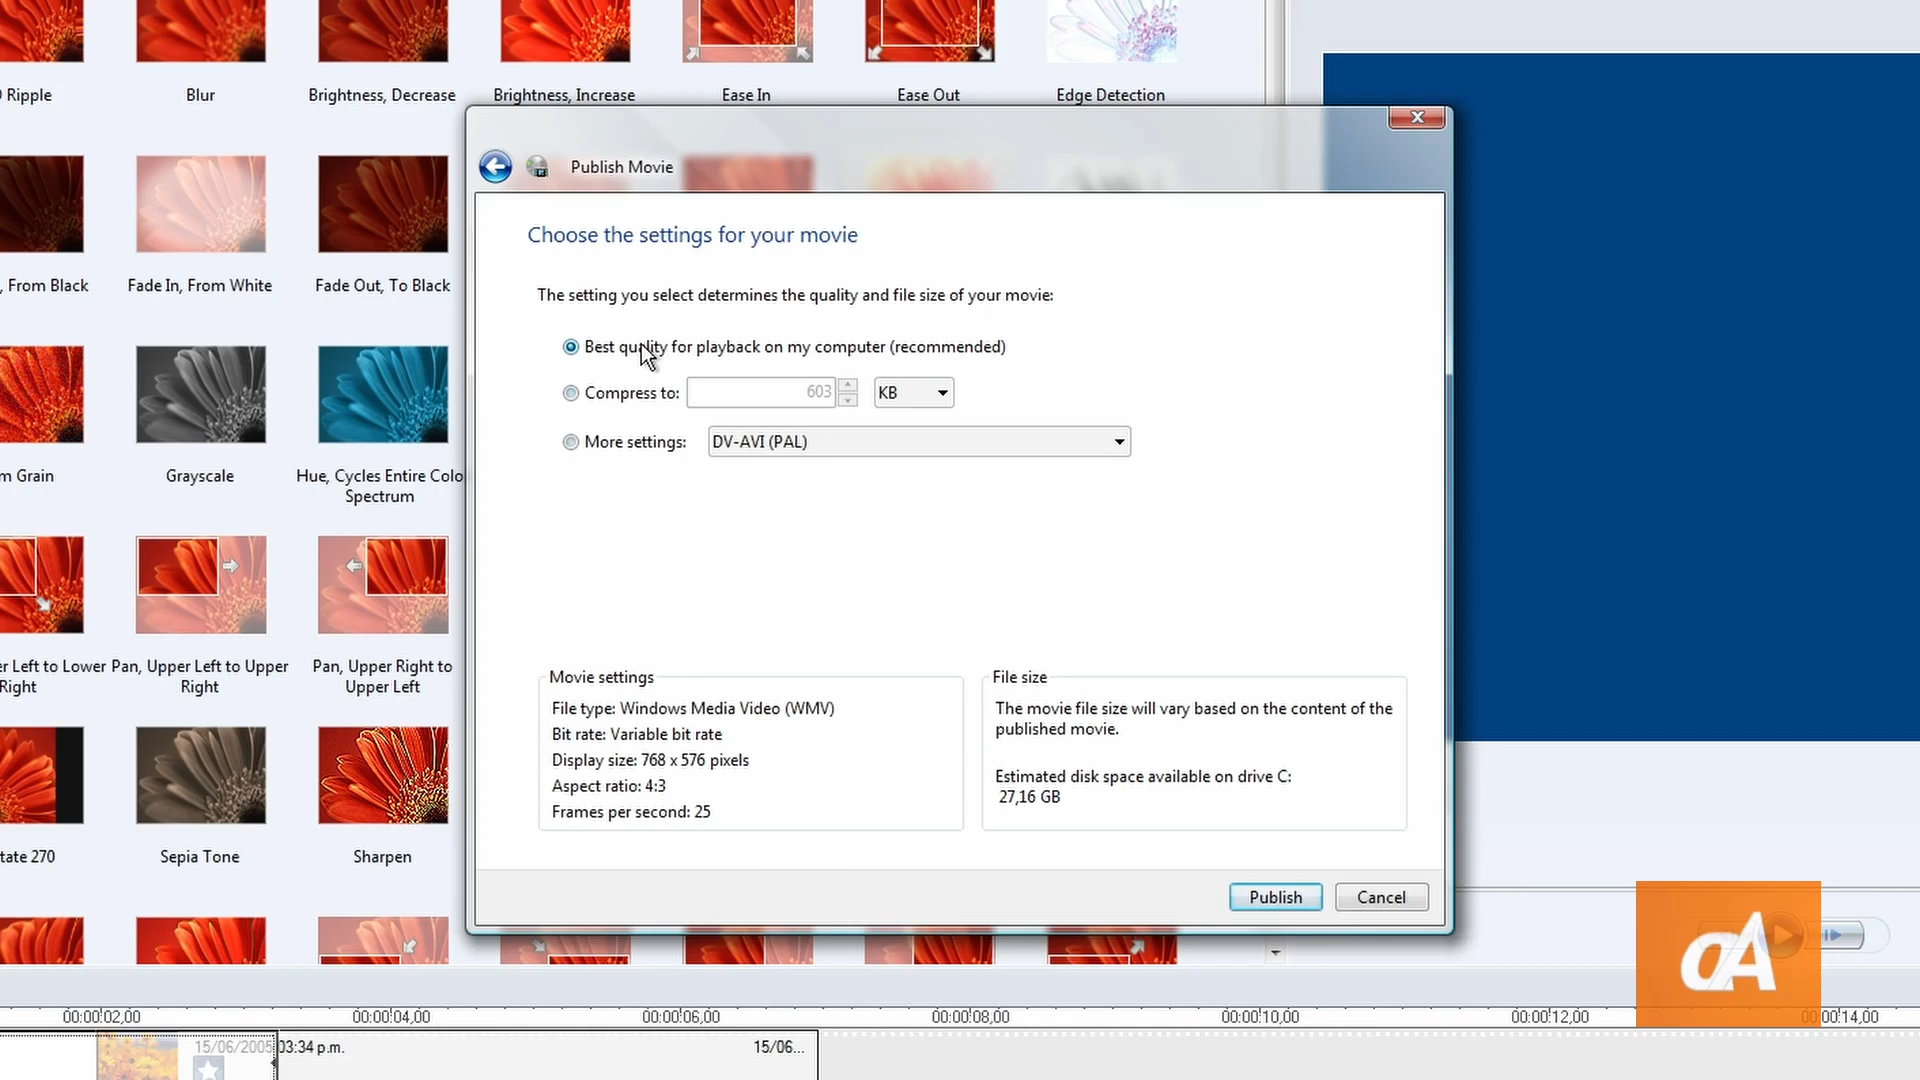 Ripple
Blur
Brightness, Decrease
Brightness, Increase
Ease In
Ease Out
Edge Detection
Publish Movie
Choose the settings for your movie
The setting you select determines the quality and file size of your movie:
Best quality for playback on my computer (recommended)
Compress to: 603 KB
More settings: DV-AVI (PAL)
, From Black
Fade In, From White
Fade Out, To Black
m Grain
Grayscale
Hue, Cycles Entire Colo
Spectrum
er Left to Lower
Right
Pan, Upper Left to Upper
Right
Pan, Upper Right to
Upper Left
tate 270
Sepia Tone
Sharpen
Movie settings
File type: Windows Media Video (WMV)
Bit rate: Variable bit rate
Display size: 768 x 576 pixels
Aspect ratio: 4:3
Frames per second: 25
File size
The movie file size will vary based on the content of the
published movie.
Estimated disk space available on drive C:
27,16 GB
Publish
Cancel
cA
00:00:02,00
00:00:04,00
00:00:06,00
00:00:08,00
00:00:10,00
00:00:12,00
00:00:14,00
15/06/2005 03:34 p.m.
15/06...